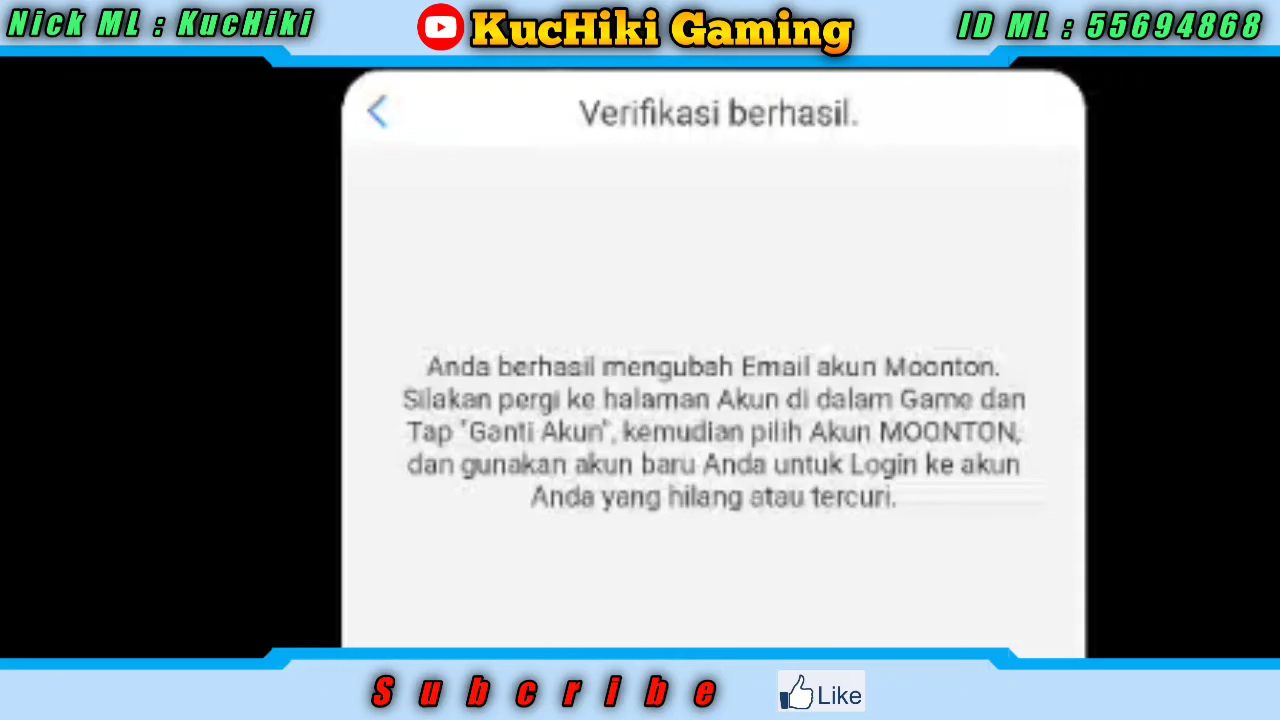 Nick ML : KucHiki
KucHiki Gaming
ID ML : 55694868
Verifikasi berhasil.
Anda berhasil mengubah Email akun Moonton.
Silakan pergi ke halaman Akun di dalam Game dan
Tap "Ganti Akun", kemudian pilih Akun MOONTON,
dan gunakan akun baru Anda untuk Login ke akun
Anda yang hilang atau tercuri.
Subcribe
Like